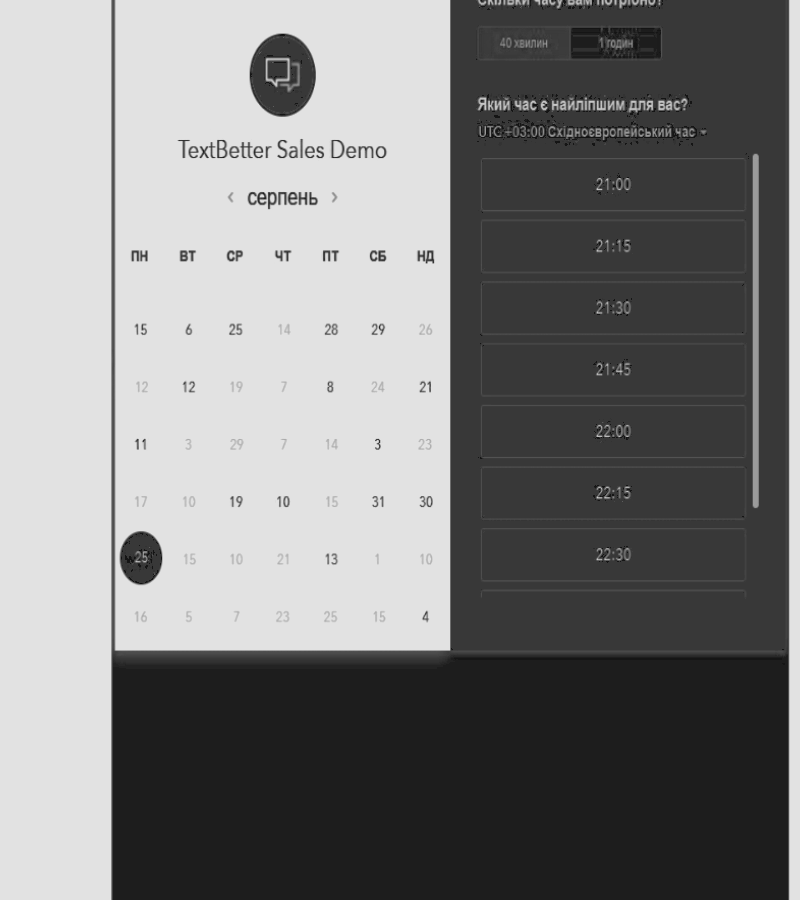 TextBetter Sales Demo
серпень
ПН ВТ СР ЧТ ПТ СБ НД
15 6 25 14 28 29 26
12 12 19 7 8 24 21
11 3 29 7 14 3 23
17 10 19 10 15 31 30
25 15 10 21 13 1 10
16 5 7 23 25 15 4
Скільки часу вам потрібно?
40 хвилин 1 годин
Який час є найліпшим для вас?
UTC +03:00 Східноєвропейський час
21:00
21:15
21:30
21:45
22:00
22:15
22:30